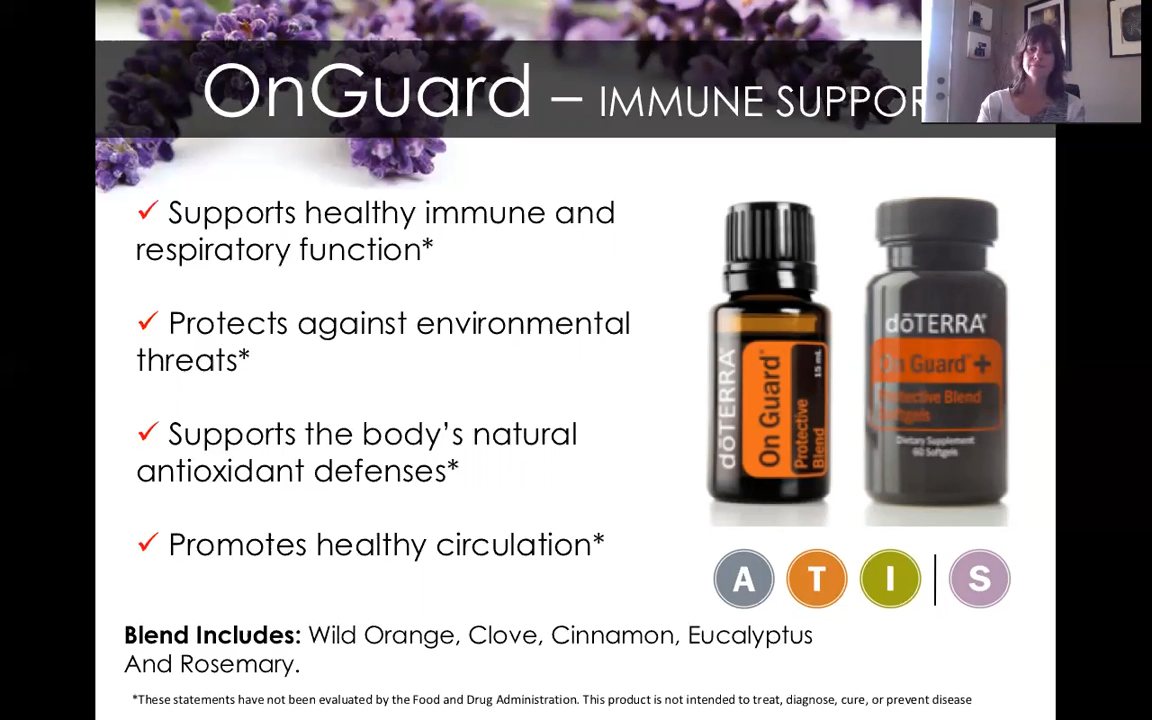 OnGuard – IMMUNE SUPPOR
✓ Supports healthy immune and
respiratory function*
✓ Protects against environmental
threats*
✓ Supports the body's natural
antioxidant defenses*
✓ Promotes healthy circulation*
dōTERRA
On Guard®
Protective
Blend
15 mL
dōTERRA®
On Guard®+
Protective Blend
Softgels
Dietary Supplement
60 Softgels
A T I | S
Blend Includes: Wild Orange, Clove, Cinnamon, Eucalyptus
And Rosemary.
*These statements have not been evaluated by the Food and Drug Administration. This product is not intended to treat, diagnose, cure, or prevent disease